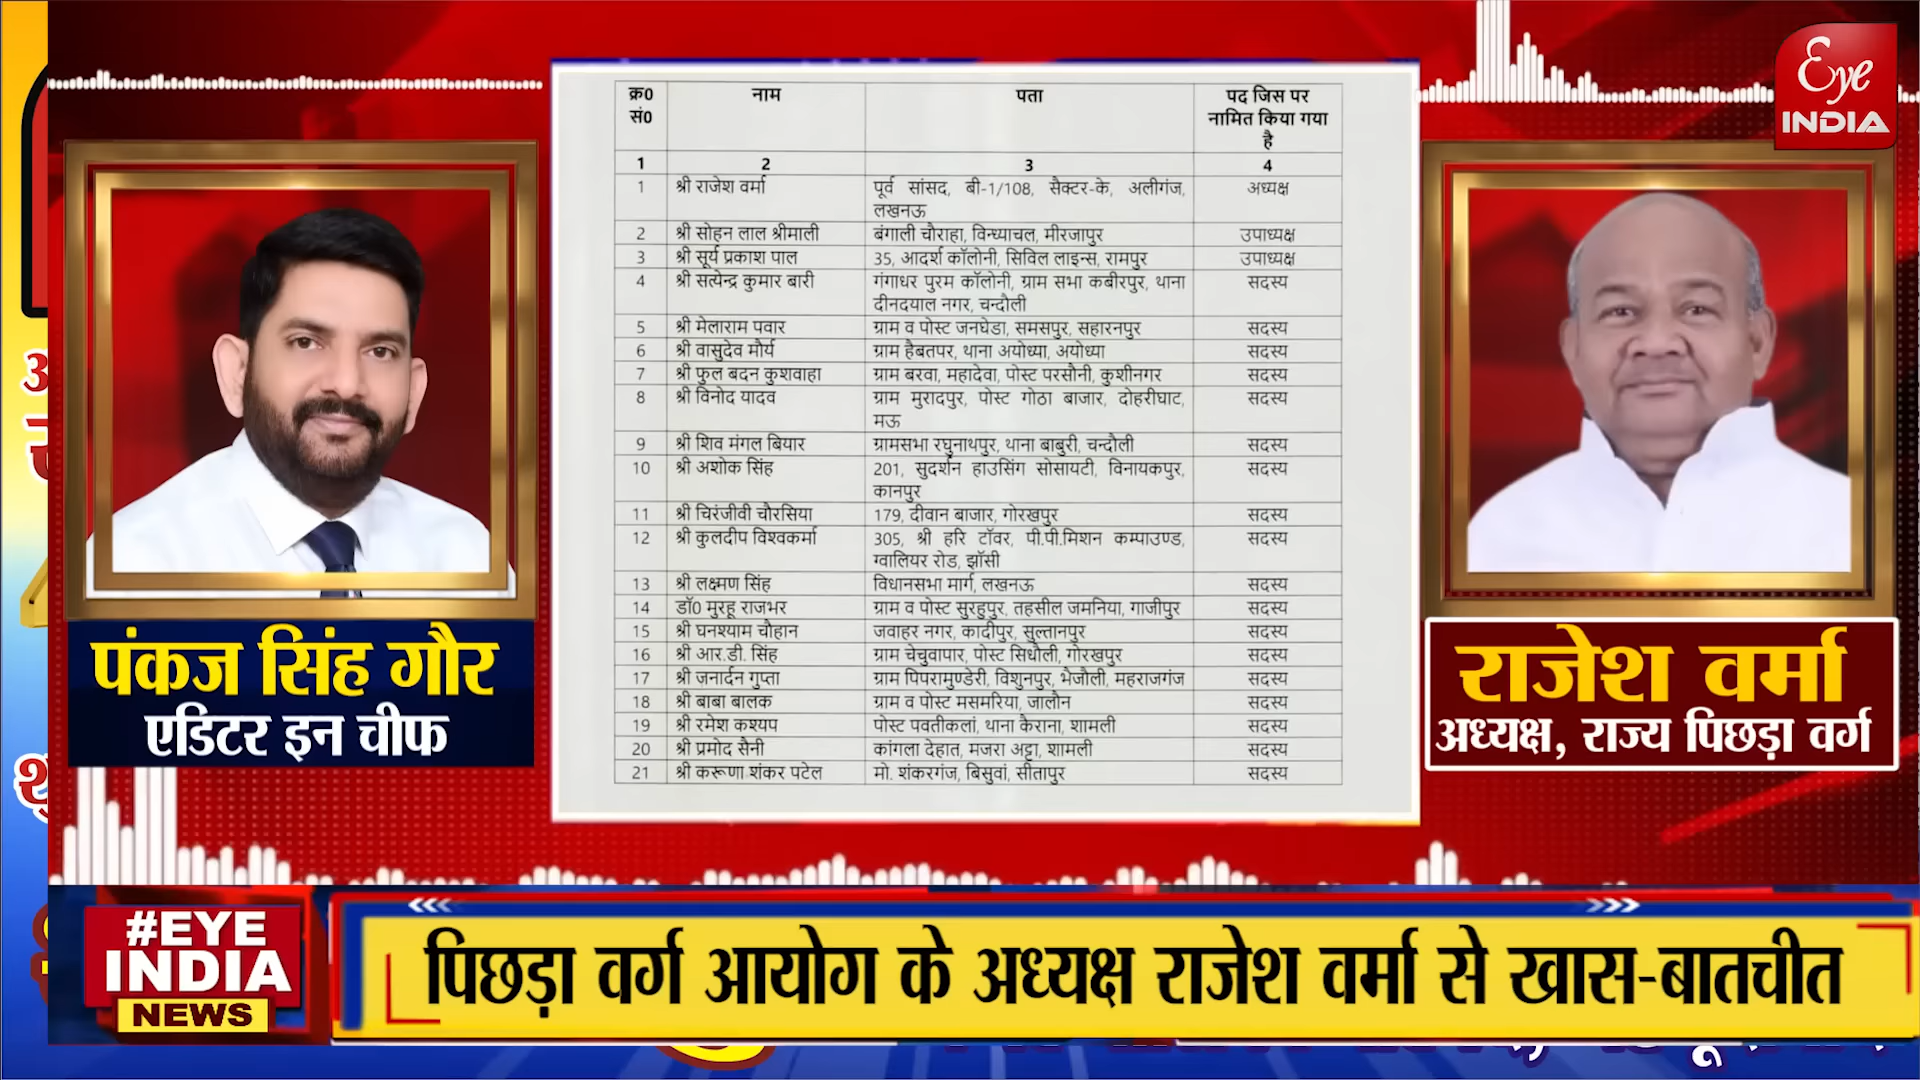 Eye
INDIA
क्र0 सं0 | नाम | पता | पद जिस पर नामित किया गया है
1 | 2 | 3 | 4
1 | श्री राजेश वर्मा | पूर्व सांसद, बी-1/108, सैक्टर-के, अलीगंज, लखनऊ | अध्यक्ष
2 | श्री सोहन लाल श्रीमाली | बंगाली चौराहा, विन्ध्याचल, मीरजापुर | उपाध्यक्ष
3 | श्री सूर्य प्रकाश पाल | 35, आदर्श कॉलोनी, सिविल लाइन्स, रामपुर | उपाध्यक्ष
4 | श्री सत्येन्द्र कुमार बारी | गंगाधर पुरम कॉलोनी, ग्राम सभा कबीरपुर, थाना दीनदयाल नगर, चन्दौली | सदस्य
5 | श्री मेलाराम पवार | ग्राम व पोस्ट जनघेडा, समसपुर, सहारनपुर | सदस्य
6 | श्री वासुदेव मौर्य | ग्राम हैबतपर, थाना अयोध्या, अयोध्या | सदस्य
7 | श्री फुल बदन कुशवाहा | ग्राम बरवा, महादेवा, पोस्ट परसौनी, कुशीनगर | सदस्य
8 | श्री विनोद यादव | ग्राम मुरादपुर, पोस्ट गोठा बाजार, दोहरीघाट, मऊ | सदस्य
9 | श्री शिव मंगल बियार | ग्रामसभा रघुनाथपुर, थाना बाबुरी, चन्दौली | सदस्य
10 | श्री अशोक सिंह | 201, सुदर्शन हाउसिंग सोसायटी, विनायकपुर, कानपुर | सदस्य
11 | श्री चिरंजीवी चौरसिया | 179, दीवान बाजार, गोरखपुर | सदस्य
12 | श्री कुलदीप विश्वकर्मा | 305, श्री हरि टॉवर, पी.पी.मिशन कम्पाउण्ड, ग्वालियर रोड, झॉसी | सदस्य
13 | श्री लक्ष्मण सिंह | विधानसभा मार्ग, लखनऊ | सदस्य
14 | डॉ0 मुरहू राजभर | ग्राम व पोस्ट सुरहुपुर, तहसील जमनिया, गाजीपुर | सदस्य
15 | श्री घनश्याम चौहान | जवाहर नगर, कादीपुर, सुल्तानपुर | सदस्य
16 | श्री आर.डी. सिंह | ग्राम चेचुवापार, पोस्ट सिधौली, गोरखपुर | सदस्य
17 | श्री जनार्दन गुप्ता | ग्राम पिपरामुण्डेरी, विशुनपुर, भैजौली, महराजगंज | सदस्य
18 | श्री बाबा बालक | ग्राम व पोस्ट मसमरिया, जालौन | सदस्य
19 | श्री रमेश कश्यप | पोस्ट पवतीकलां, थाना कैराना, शामली | सदस्य
20 | श्री प्रमोद सैनी | कांगला देहात, मजरा अट्टा, शामली | सदस्य
21 | श्री करूणा शंकर पटेल | मो. शंकरगंज, बिसुवां, सीतापुर | सदस्य
पंकज सिंह गौर
एडिटर इन चीफ
राजेश वर्मा
अध्यक्ष, राज्य पिछड़ा वर्ग
#EYE
INDIA
NEWS
पिछड़ा वर्ग आयोग के अध्यक्ष राजेश वर्मा से खास-बातचीत